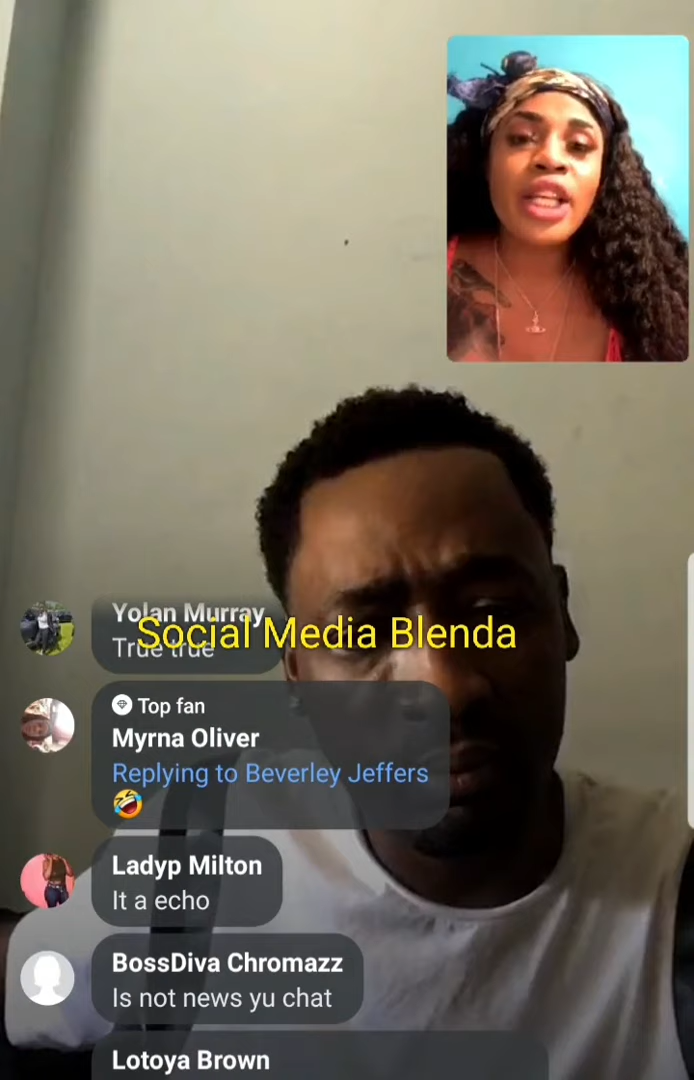 Yolan Murray
Social Media Blenda
True true
Top fan
Myrna Oliver
Replying to Beverley Jeffers
🤣
Ladyp Milton
It a echo
BossDiva Chromazz
Is not news yu chat
Lotoya Brown